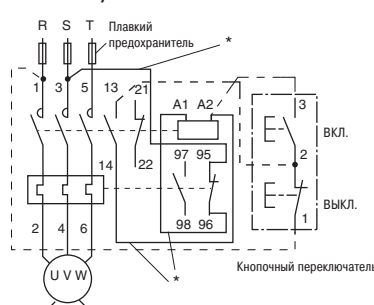 R S T
Плавкий
предохранитель
*
1 3 5 13 21
A1 A2
3
ВКЛ.
2
14 22
97 95
ВЫКЛ.
1
98 96
2 4 6
Кнопочный переключатель
*
U V W